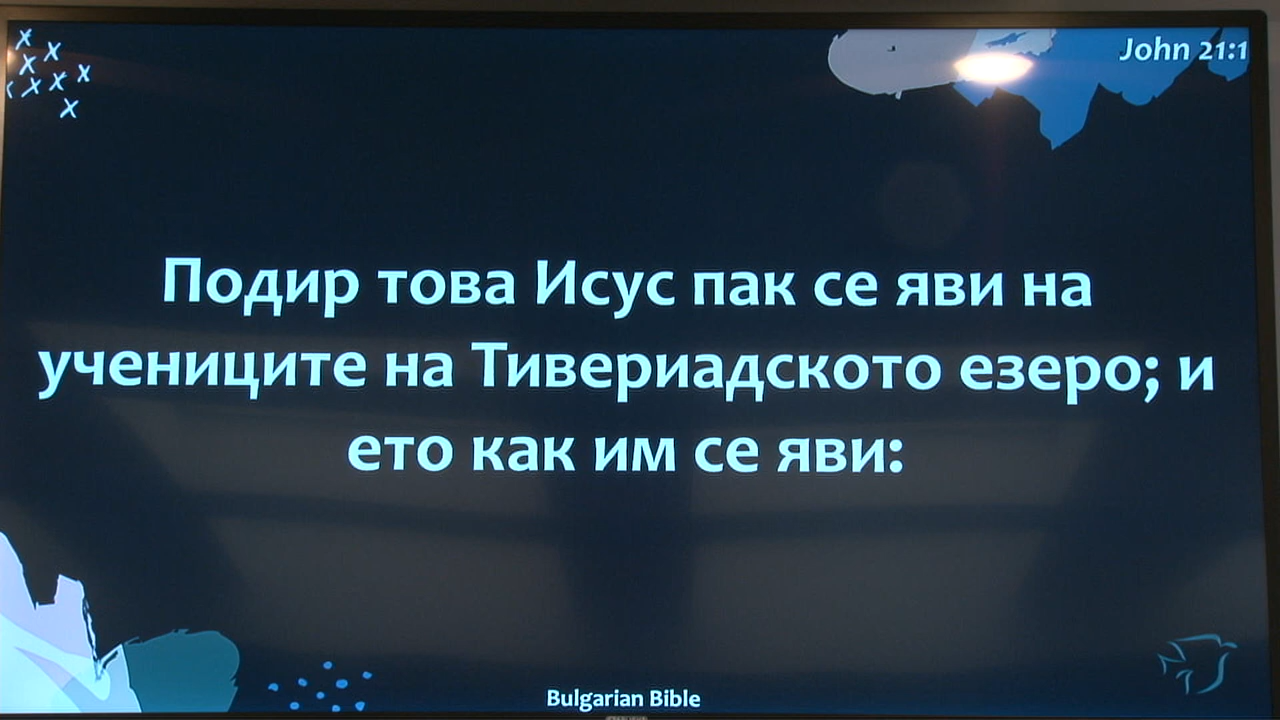 John 21:1
Подир това Исус пак се яви на
учениците на Тивериадското езеро; и
ето как им се яви:
Bulgarian Bible